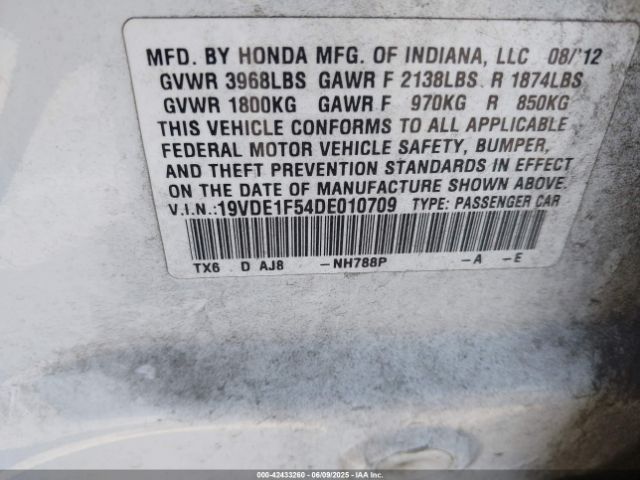 MFD. BY HONDA MFG. OF INDIANA, LLC 08/'12
GVWR 3968LBS GAWR F 2138LBS R 1874LBS
GVWR 1800KG GAWR F 970KG R 850KG
THIS VEHICLE CONFORMS TO ALL APPLICABLE
FEDERAL MOTOR VEHICLE SAFETY, BUMPER,
AND THEFT PREVENTION STANDARDS IN EFFECT
ON THE DATE OF MANUFACTURE SHOWN ABOVE.
V.I.N.:19VDE1F54DE010709 TYPE: PASSENGER CAR
TX6 D AJ8 -NH788P -A -E
000-42433260 06/09/2025 - IAAI.COM